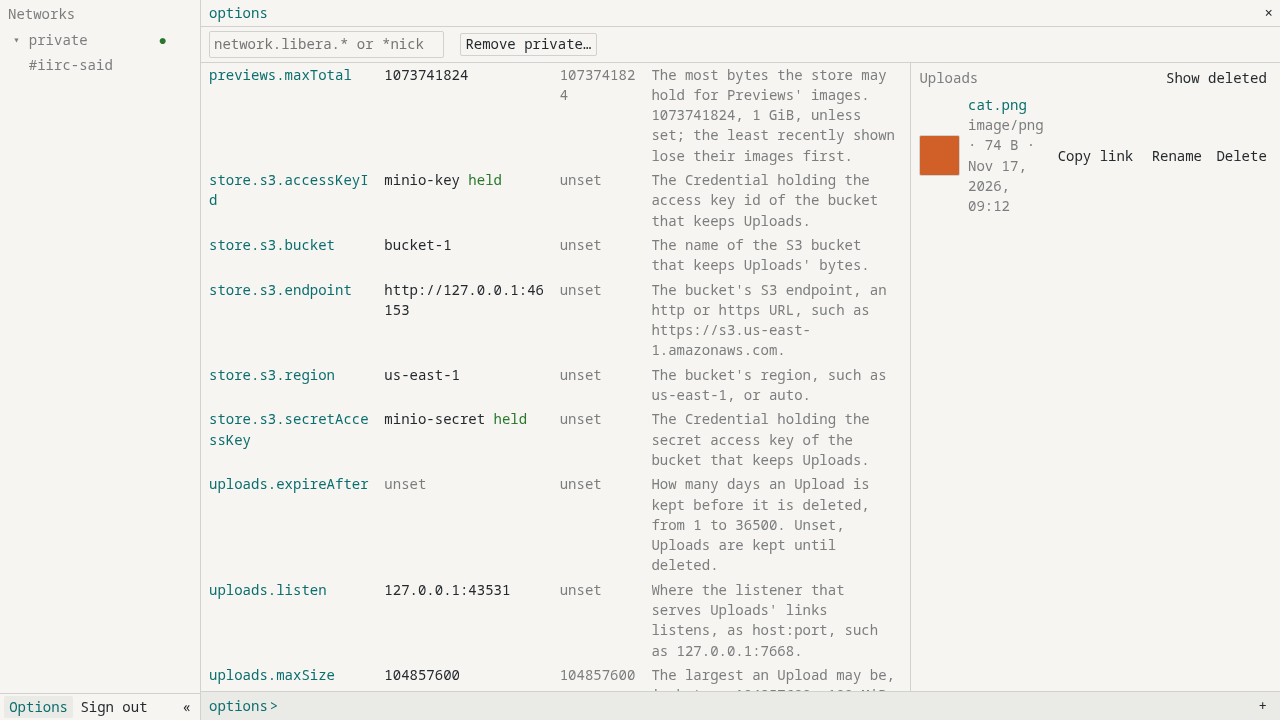 Networks
▾ private ●
#iirc-said
Options Sign out «
options ×
network.libera.* or *nick Remove private…
previews.maxTotal 1073741824 107374182 The most bytes the store may
4 hold for Previews' images.
1073741824, 1 GiB, unless
set; the least recently shown
lose their images first.
store.s3.accessKeyI minio-key held unset The Credential holding the
d access key id of the bucket
that keeps Uploads.
store.s3.bucket bucket-1 unset The name of the S3 bucket
that keeps Uploads' bytes.
store.s3.endpoint http://127.0.0.1:46 unset The bucket's S3 endpoint, an
153 http or https URL, such as
https://s3.us-east-
1.amazonaws.com.
store.s3.region us-east-1 unset The bucket's region, such as
us-east-1, or auto.
store.s3.secretAcce minio-secret held unset The Credential holding the
ssKey secret access key of the
bucket that keeps Uploads.
uploads.expireAfter unset unset How many days an Upload is
kept before it is deleted,
from 1 to 36500. Unset,
Uploads are kept until
deleted.
uploads.listen 127.0.0.1:43531 unset Where the listener that
serves Uploads' links
listens, as host:port, such
as 127.0.0.1:7668.
uploads.maxSize 104857600 104857600 The largest an Upload may be,
Uploads Show deleted
cat.png
image/png
· 74 B ·
Nov 17,
2026,
09:12
Copy link Rename Delete
options> +